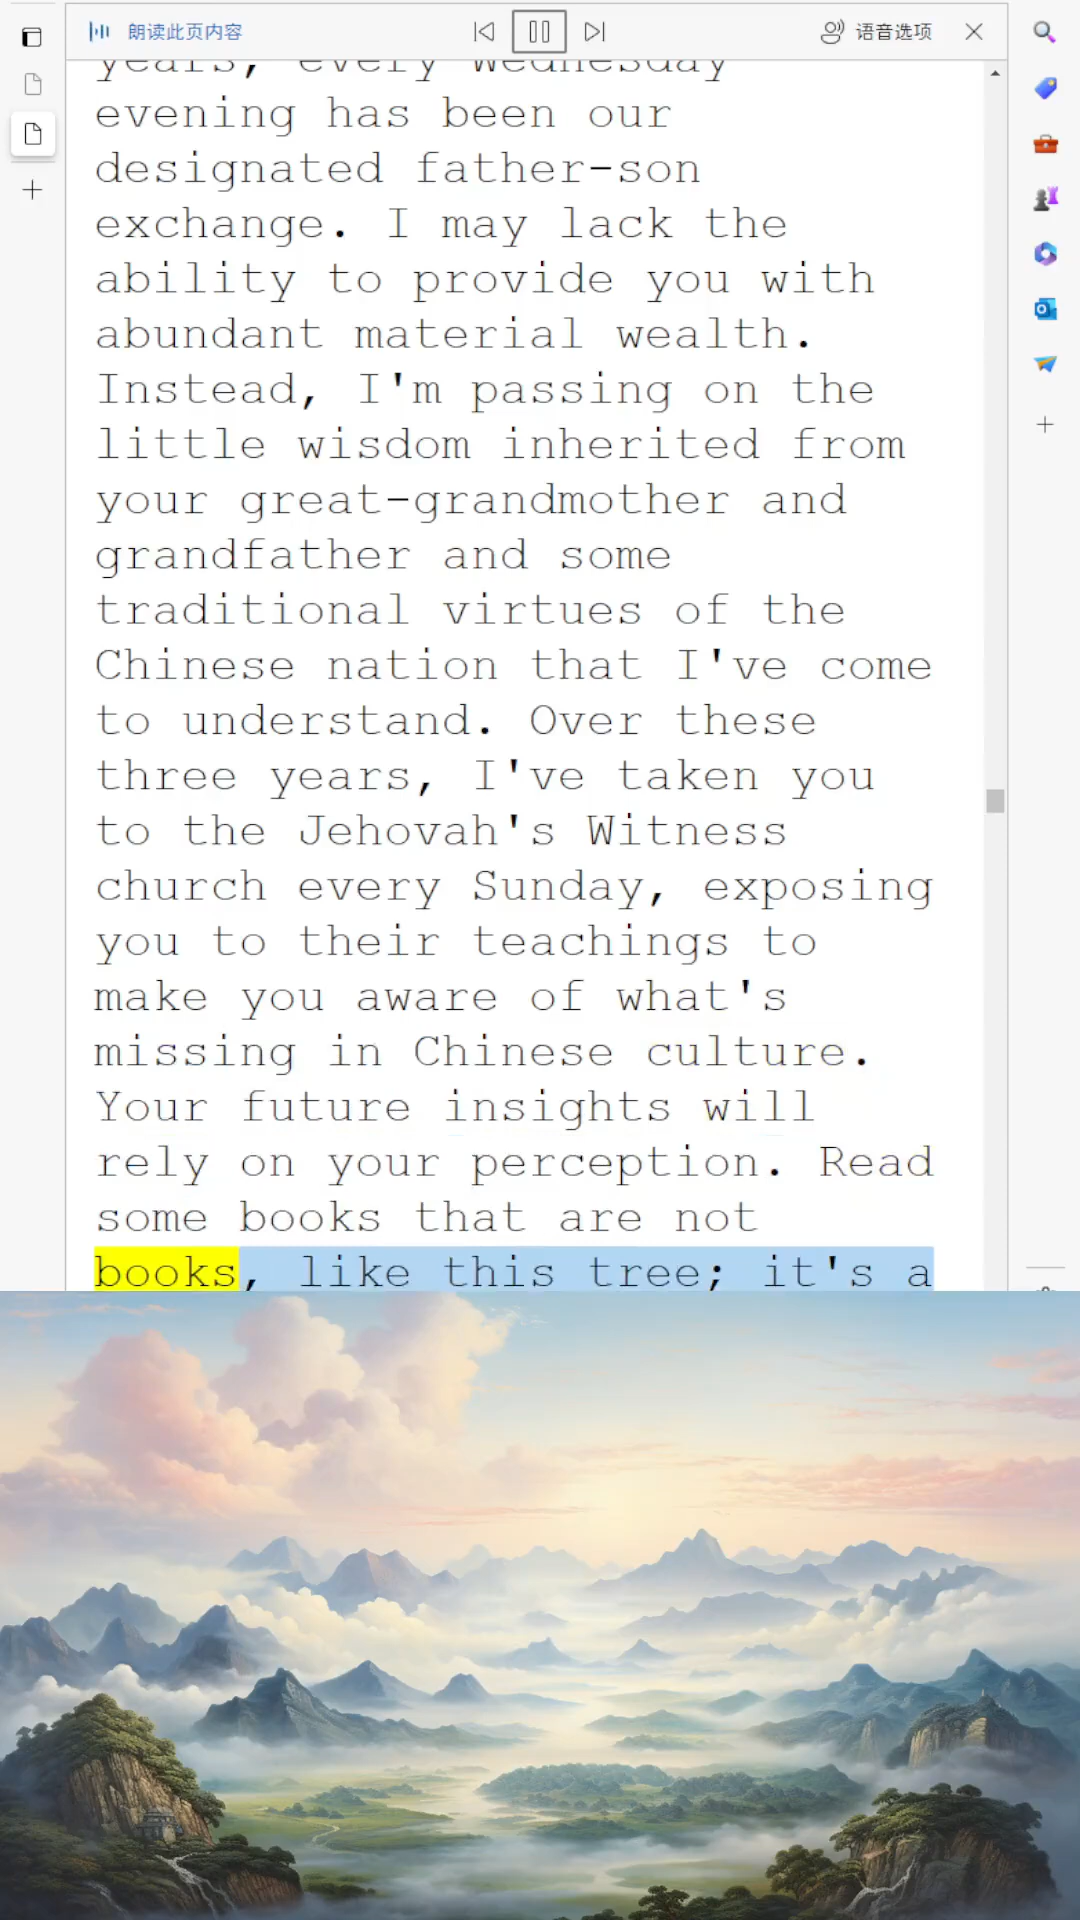 朗读此页内容
语音选项
years, every Wednesday
evening has been our
designated father-son
exchange. I may lack the
ability to provide you with
abundant material wealth.
Instead, I'm passing on the
little wisdom inherited from
your great-grandmother and
grandfather and some
traditional virtues of the
Chinese nation that I've come
to understand. Over these
three years, I've taken you
to the Jehovah's Witness
church every Sunday, exposing
you to their teachings to
make you aware of what's
missing in Chinese culture.
Your future insights will
rely on your perception. Read
some books that are not
books, like this tree; it's a